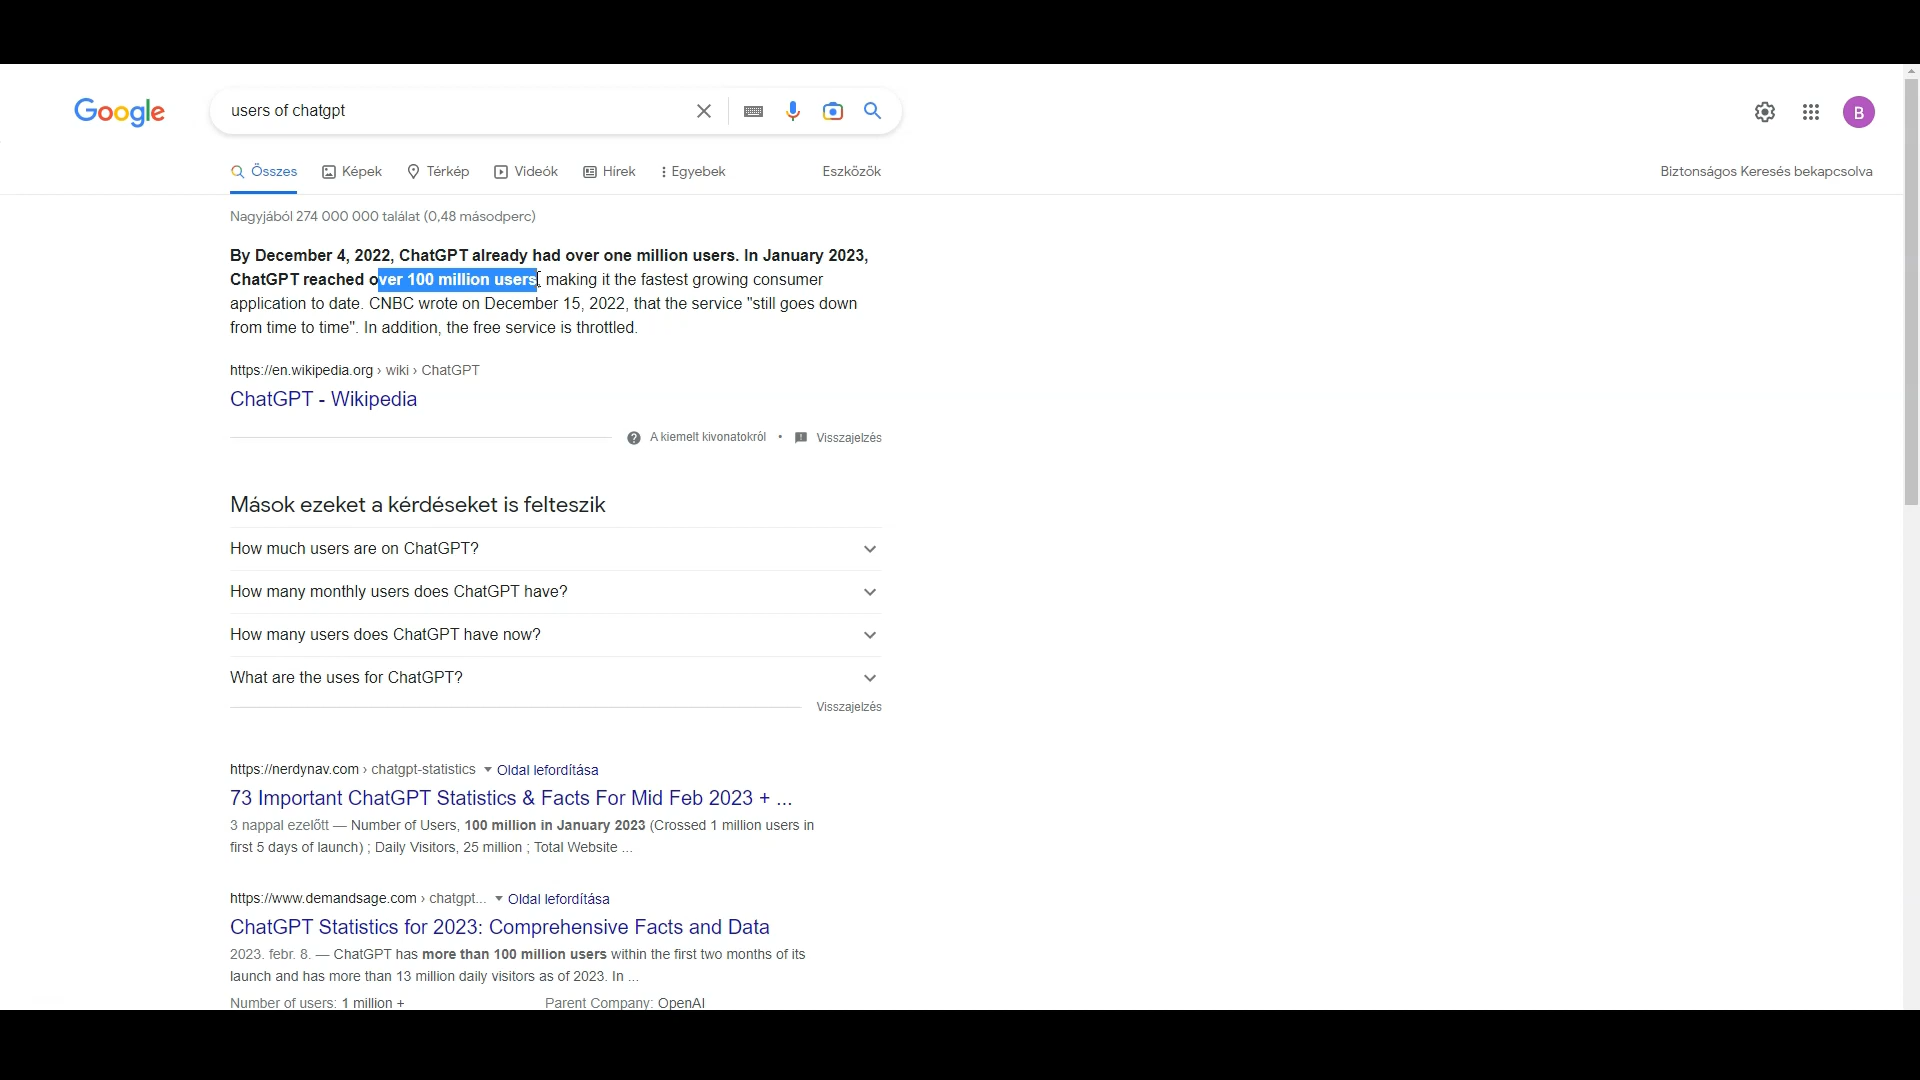 Google
users of chatgpt
B
Összes
Képek
Térkép
Videók
Hírek
Egyebek
Eszközök
Biztonságos Keresés bekapcsolva
Nagyjából 274 000 000 találat (0,48 másodperc)
By December 4, 2022, ChatGPT already had over one million users. In January 2023,
ChatGPT reached over 100 million users, making it the fastest growing consumer
application to date. CNBC wrote on December 15, 2022, that the service "still goes down
from time to time". In addition, the free service is throttled.
https://en.wikipedia.org › wiki › ChatGPT
ChatGPT - Wikipedia
A kiemelt kivonatokról • Visszajelzés
Mások ezeket a kérdéseket is felteszik
How much users are on ChatGPT?
How many monthly users does ChatGPT have?
How many users does ChatGPT have now?
What are the uses for ChatGPT?
Visszajelzés
https://nerdynav.com › chatgpt-statistics Oldal lefordítása
73 Important ChatGPT Statistics & Facts For Mid Feb 2023 + ...
3 nappal ezelőtt — Number of Users, 100 million in January 2023 (Crossed 1 million users in
first 5 days of launch) ; Daily Visitors, 25 million ; Total Website ...
https://www.demandsage.com › chatgpt... Oldal lefordítása
ChatGPT Statistics for 2023: Comprehensive Facts and Data
2023. febr. 8. — ChatGPT has more than 100 million users within the first two months of its
launch and has more than 13 million daily visitors as of 2023. In ...
Number of users: 1 million + Parent Company: OpenAI